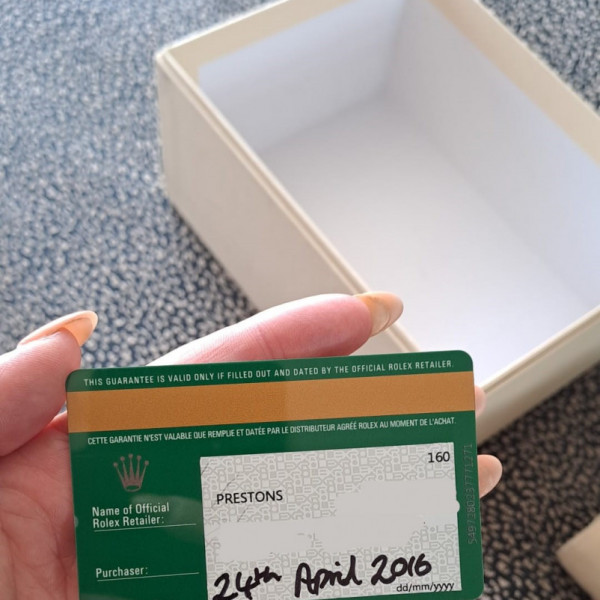 THIS GUARANTEE IS VALID ONLY IF FILLED OUT AND DATED BY THE OFFICIAL ROLEX RETAILER.
CETTE GARANTIE N'EST VALABLE QUE REMPLIE ET DATÉE PAR LE DISTRIBUTEUR AGRÉÉ ROLEX AU MOMENT DE L'ACHAT.
160
PRESTONS
Name of Official
Rolex Retailer:
Purchaser:
24th April 2016
dd/mm/yyyy